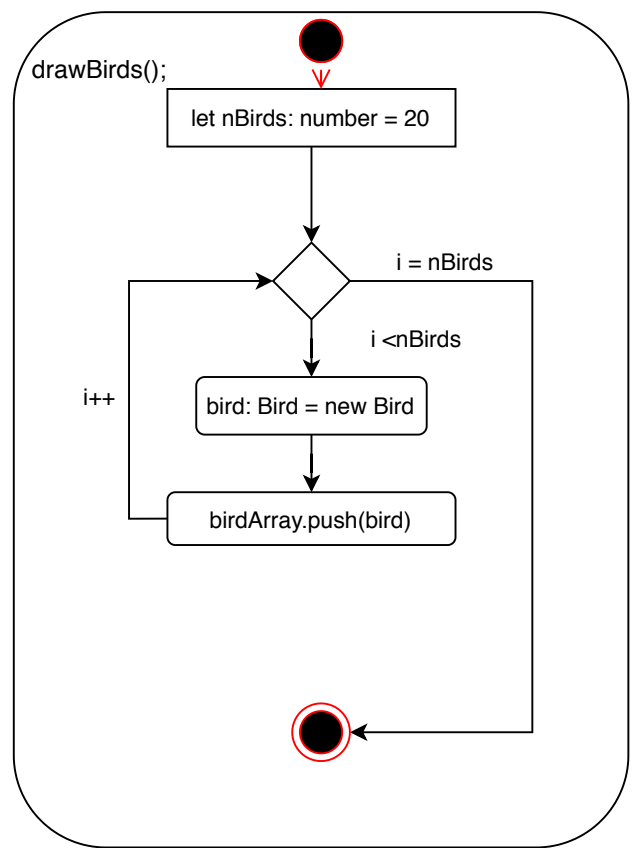 drawBirds();
let nBirds: number = 20
i = nBirds
i <nBirds
i++
bird: Bird = new Bird
birdArray.push(bird)